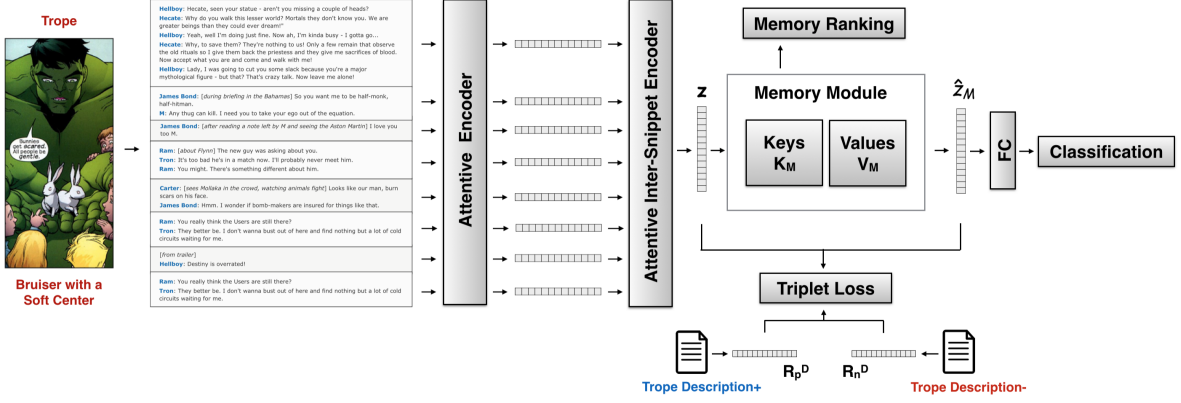 Trope
Bunnies
get scared.
All people be
gentle.
Bruiser with a
Soft Center
Hellboy: Hecate, seen your statue - aren't you missing a couple of heads?
Hecate: Why do you walk this lesser world? Mortals they don't know you. We are
greater beings than they could ever dream!"
Hellboy: Yeah, well I'm doing just fine. Now ah, I'm kinda busy - I gotta go...
Hecate: Why, to save them? They're nothing to us! Only a few remain that observe
the old rituals so I give them back the priestess and they give me sacrifices of blood.
Now accept what you are and come and walk with me!
Hellboy: Lady, I was going to cut you some slack because you're a major
mythological figure - but that? That's crazy talk. Now leave me alone!
James Bond: [during briefing in the Bahamas] So you want me to be half-monk,
half-hitman.
M: Any thug can kill. I need you to take your ego out of the equation.
James Bond: [after reading a note left by M and seeing the Aston Martin] I love you
too M.
Ram: [about Flynn] The new guy was asking about you.
Tron: It's too bad he's in a match now. I'll probably never meet him.
Ram: You might. There's something different about him.
Carter: [sees Mollaka in the crowd, watching animals fight] Looks like our man, burn
scars on his face.
James Bond: Hmm. I wonder if bomb-makers are insured for things like that.
Ram: You really think the Users are still there?
Tron: They better be. I don't wanna bust out of here and find nothing but a lot of cold
circuits waiting for me.
[from trailer]
Hellboy: Destiny is overrated!
Ram: You really think the Users are still there?
Tron: They better be. I don't wanna bust out of here and find nothing but a lot of cold
circuits waiting for me.
Attentive Encoder
Attentive Inter-Snippet Encoder
Memory Ranking
z
Memory Module
Keys
K_M
Values
V_M
ẑ_M
FC
Classification
Triplet Loss
R_p^D
R_n^D
Trope Description+
Trope Description-